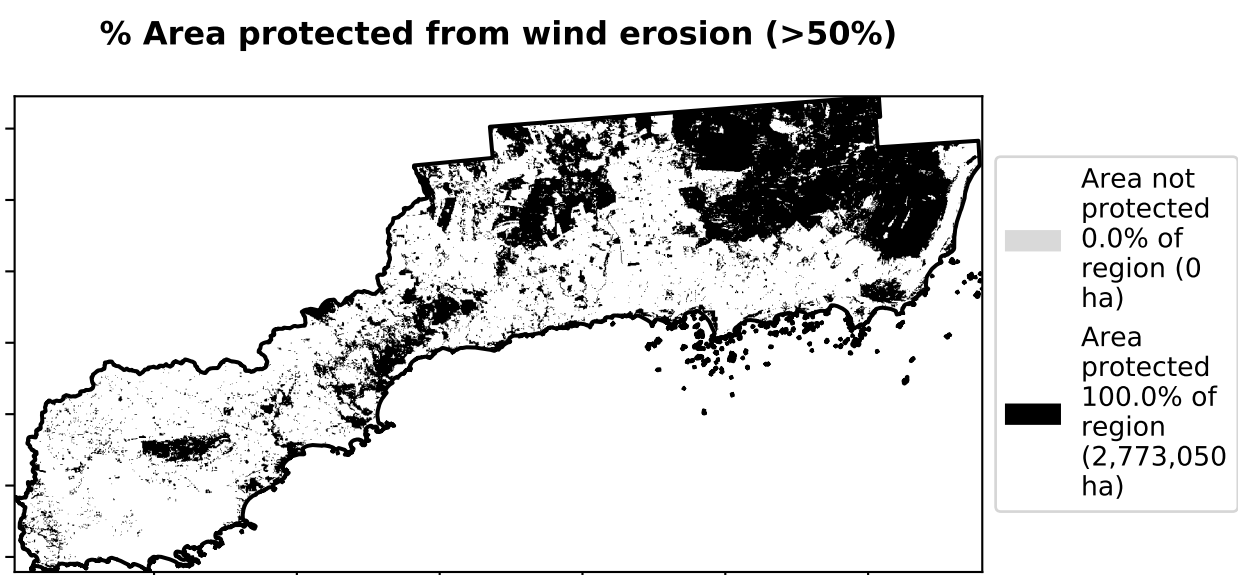 % Area protected from wind erosion (>50%)
Area not
protected
0.0% of
region (0
ha)
Area
protected
100.0% of
region
(2,773,050
ha)